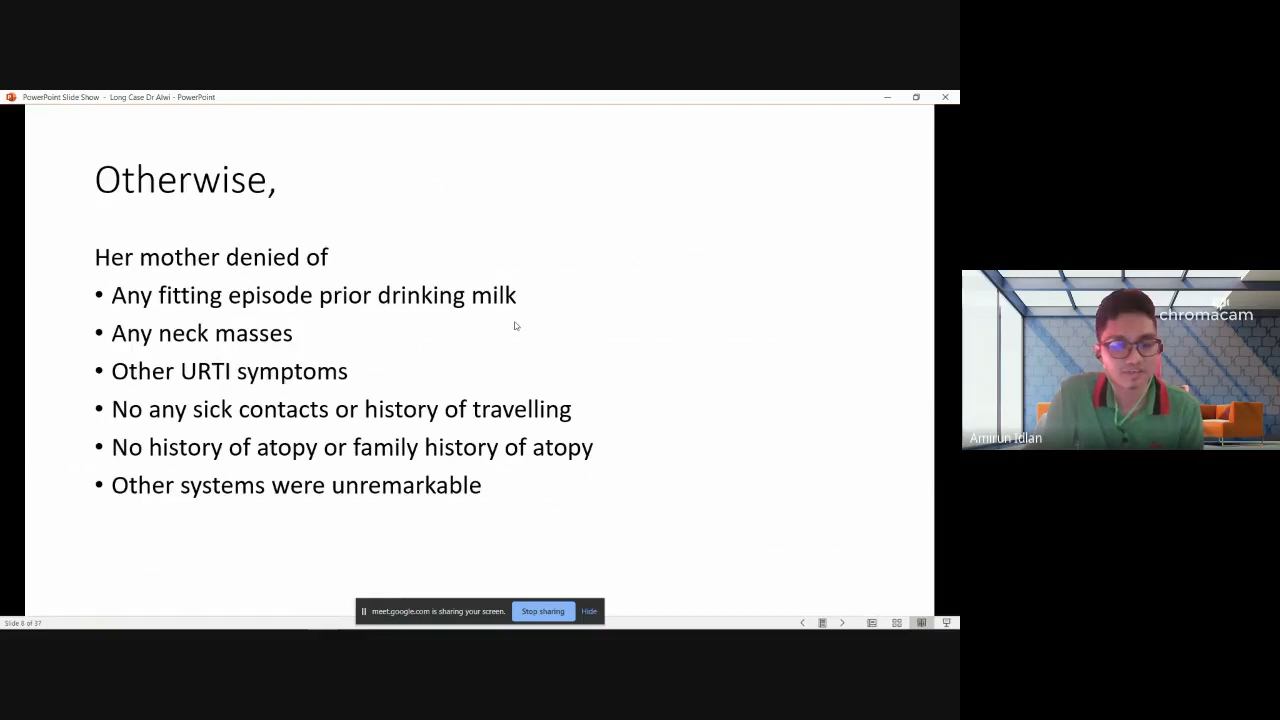 PowerPoint Slide Show - Long Case Dr Alwi - PowerPoint
Otherwise,
Her mother denied of
• Any fitting episode prior drinking milk
• Any neck masses
• Other URTI symptoms
• No any sick contacts or history of travelling
• No history of atopy or family history of atopy
• Other systems were unremarkable
meet.google.com is sharing your screen. Stop sharing Hide
Slide 8 of 37
chromacam
Amirun Idlan